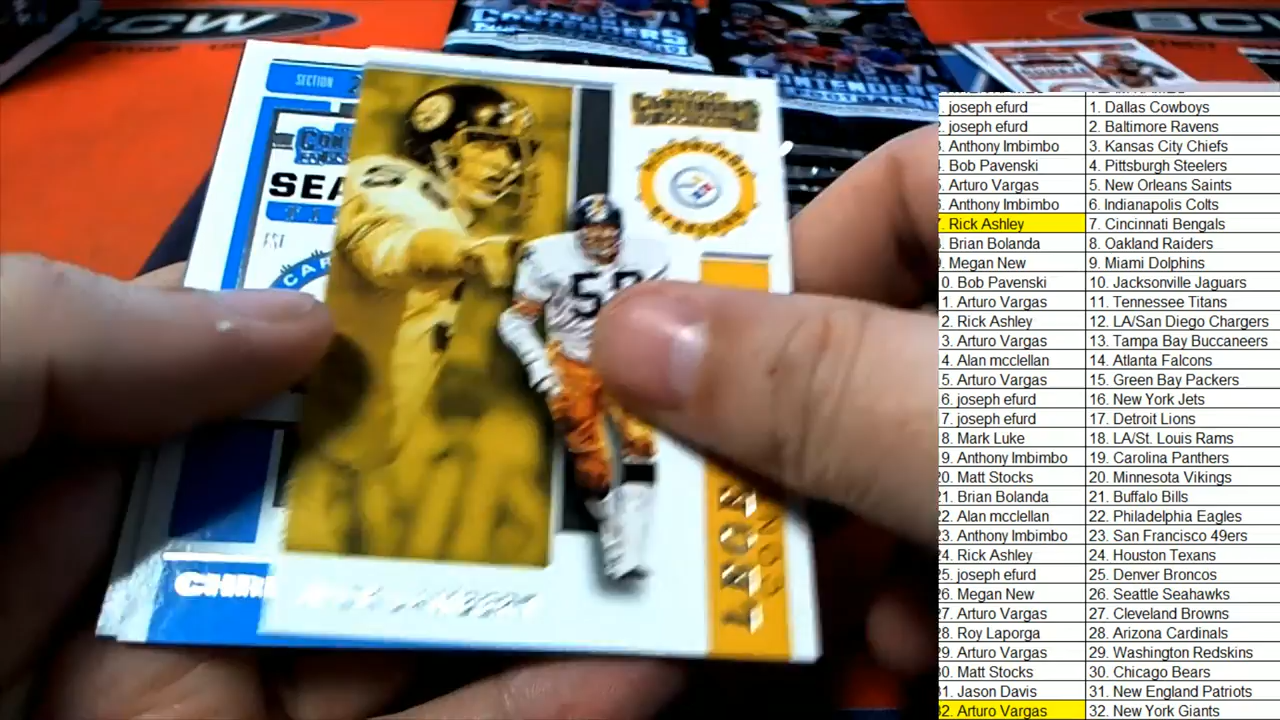 BCW
BCW
CONTENDERS
CONTENDERS
SECTION
SEA
EST
CAR
CHRI
LAMBERT
1. Dallas Cowboys
joseph efurd
2. Baltimore Ravens
joseph efurd
Anthony Imbimbo 3. Kansas City Chiefs
Bob Pavenski 4. Pittsburgh Steelers
Arturo Vargas 5. New Orleans Saints
Anthony Imbimbo 6. Indianapolis Colts
7. Rick Ashley 7. Cincinnati Bengals
Brian Bolanda 8. Oakland Raiders
Megan New 9. Miami Dolphins
0. Bob Pavenski 10. Jacksonville Jaguars
1. Arturo Vargas 11. Tennessee Titans
2. Rick Ashley 12. LA/San Diego Chargers
3. Arturo Vargas 13. Tampa Bay Buccaneers
4. Alan mcclellan 14. Atlanta Falcons
5. Arturo Vargas 15. Green Bay Packers
6. joseph efurd 16. New York Jets
7. joseph efurd 17. Detroit Lions
8. Mark Luke 18. LA/St. Louis Rams
9. Anthony Imbimbo 19. Carolina Panthers
20. Matt Stocks 20. Minnesota Vikings
21. Brian Bolanda 21. Buffalo Bills
22. Alan mcclellan 22. Philadelphia Eagles
23. Anthony Imbimbo 23. San Francisco 49ers
24. Rick Ashley 24. Houston Texans
25. joseph efurd 25. Denver Broncos
26. Megan New 26. Seattle Seahawks
27. Arturo Vargas 27. Cleveland Browns
28. Roy Laporga 28. Arizona Cardinals
29. Arturo Vargas 29. Washington Redskins
30. Matt Stocks 30. Chicago Bears
31. Jason Davis 31. New England Patriots
32. Arturo Vargas 32. New York Giants